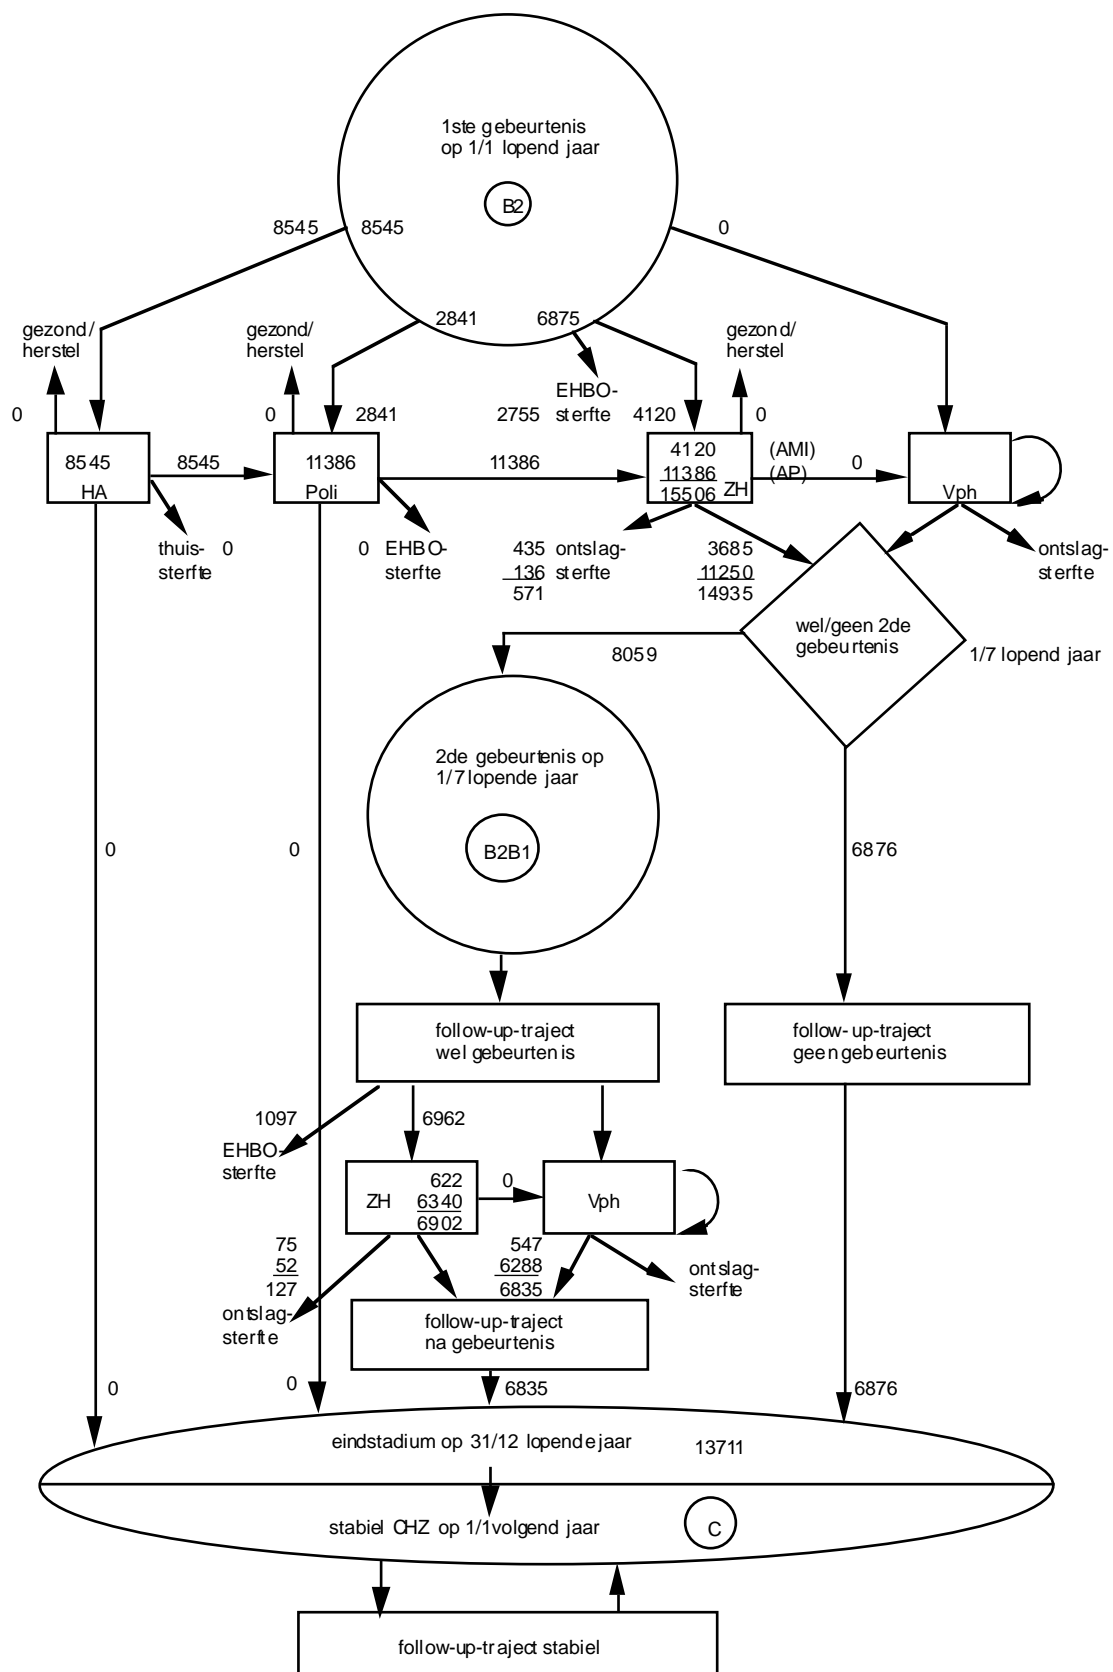 1ste gebeurtenis
op 1/1 lopend jaar
B2
8545 8545 0
2841 6875
gezond/
herstel
gezond/
herstel
gezond/
herstel
EHBO-
sterfte
0 0 2841 2755 4120 0
8545
HA
8545
11386
Poli
11386
4120
11386
15506 ZH
(AMI)
(AP)
0
Vph
thuis-
sterfte
0
0
EHBO-
sterfte
435
136
571
ontslag-
sterfte
3685
11250
14935
ontslag-
sterfte
wel/geen 2de
gebeurtenis
1/7 lopend jaar
8059
2de gebeurtenis op
1/7 lopende jaar
B2B1
0 0 6876
follow-up-traject
wel gebeurtenis
follow-up-traject
geen gebeurtenis
1097
EHBO-
sterfte
6962
ZH
622
6340
6902
0
Vph
75
52
127
ontslag-
sterfte
547
6288
6835
ontslag-
sterfte
follow-up-traject
na gebeurtenis
0 0 6835 6876
eindstadium op 31/12 lopende jaar 13711
stabiel CHZ op 1/1 volgend jaar
C
follow-up-traject stabiel